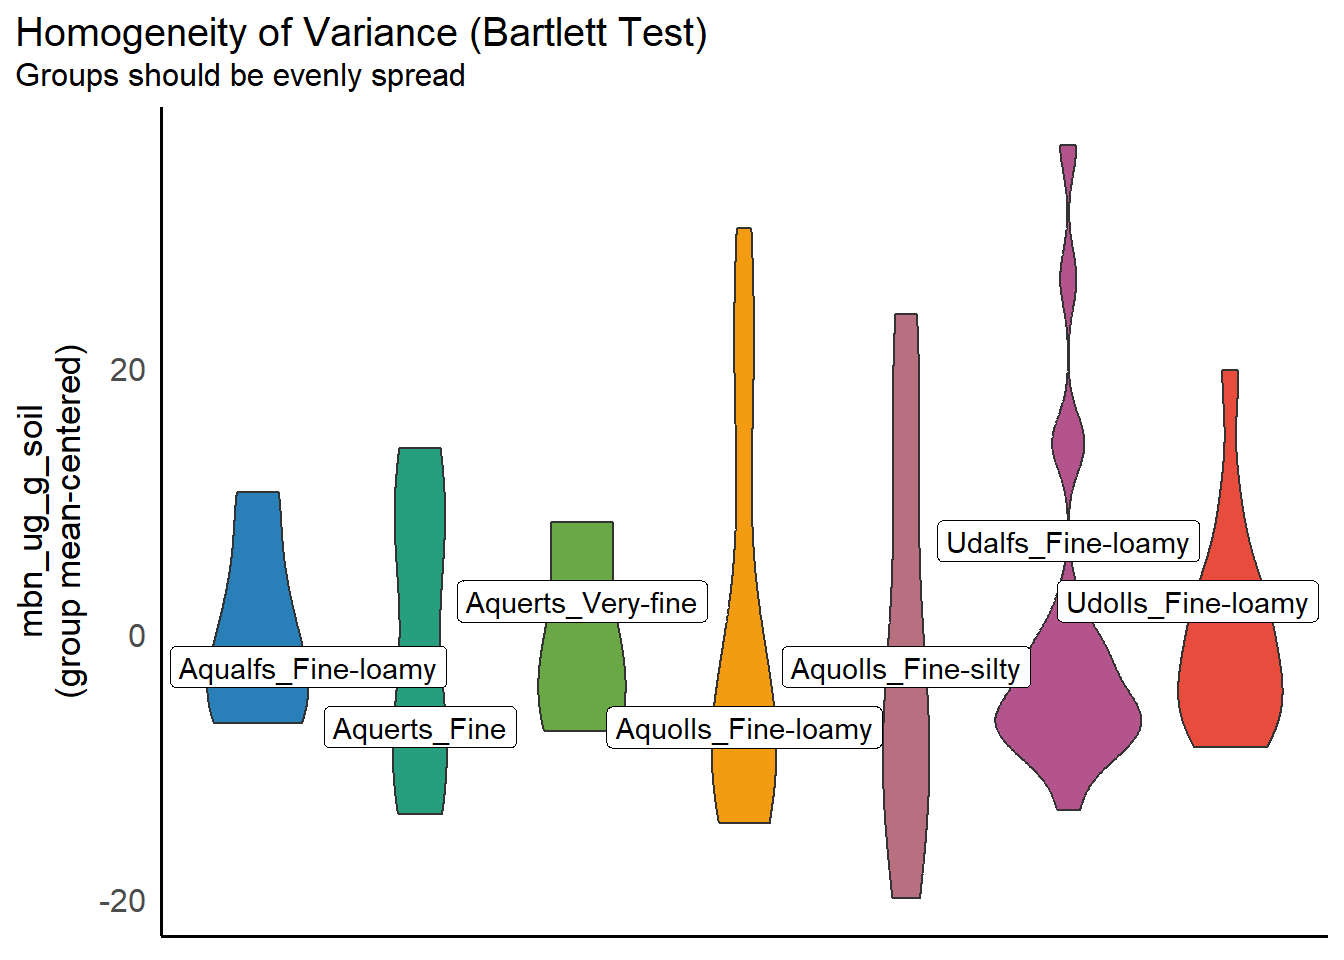 Homogeneity of Variance (Bartlett Test)
Groups should be evenly spread
mbn_ug_g_soil
(group mean-centered)
20
0
-20
Udalfs_Fine-loamy
Aquerts_Very-fine
Udolls_Fine-loamy
Aqualfs_Fine-loamy
Aquolls_Fine-silty
Aquerts_Fine
Aquolls_Fine-loamy